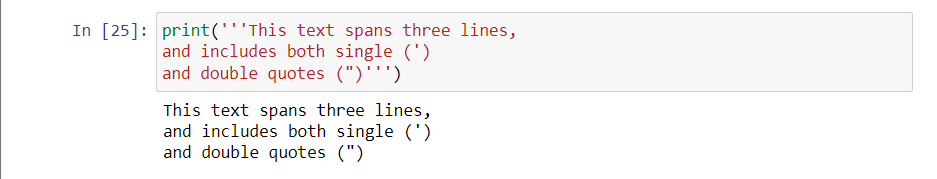 In [25]: print('''This text spans three lines,
and includes both single (')
and double quotes (")''')
This text spans three lines,
and includes both single (')
and double quotes (")